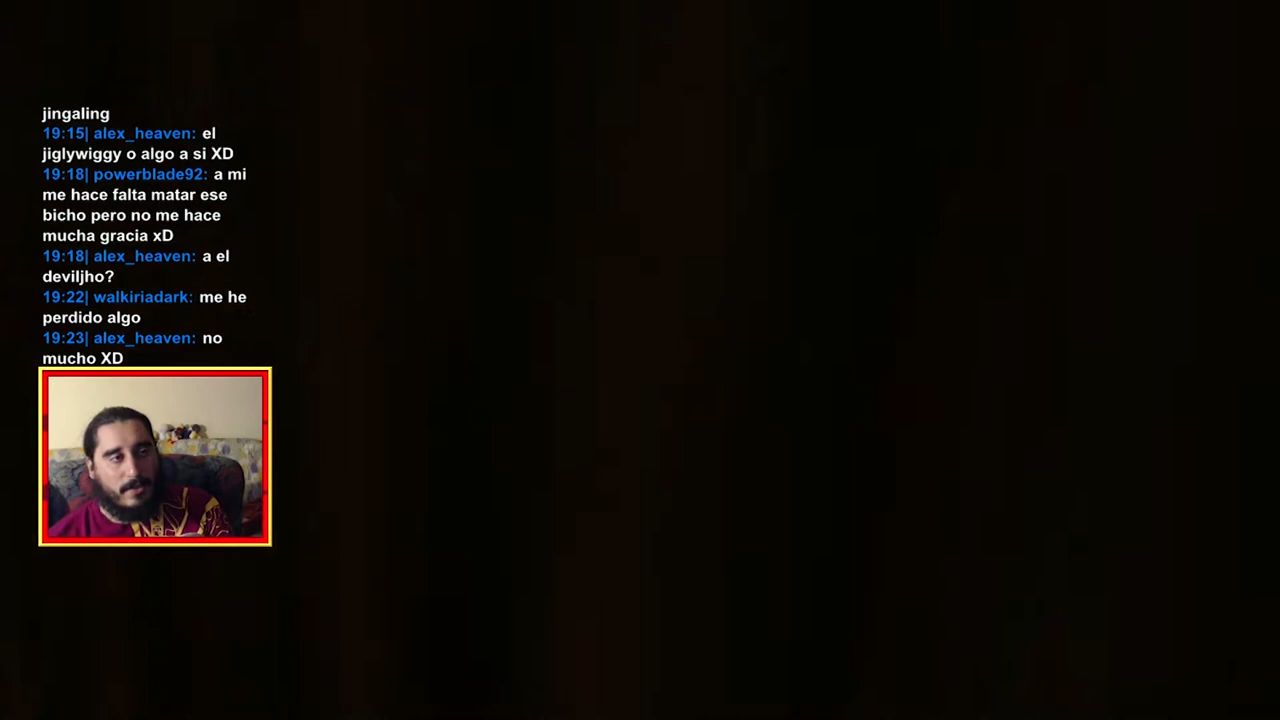 jingaling
19:15| alex_heaven: el
jiglywiggy o algo a si XD
19:18| powerblade92: a mi
me hace falta matar ese
bicho pero no me hace
mucha gracia xD
19:18| alex_heaven: a el
deviljho?
19:22| walkiriadark: me he
perdido algo
19:23| alex_heaven: no
mucho XD